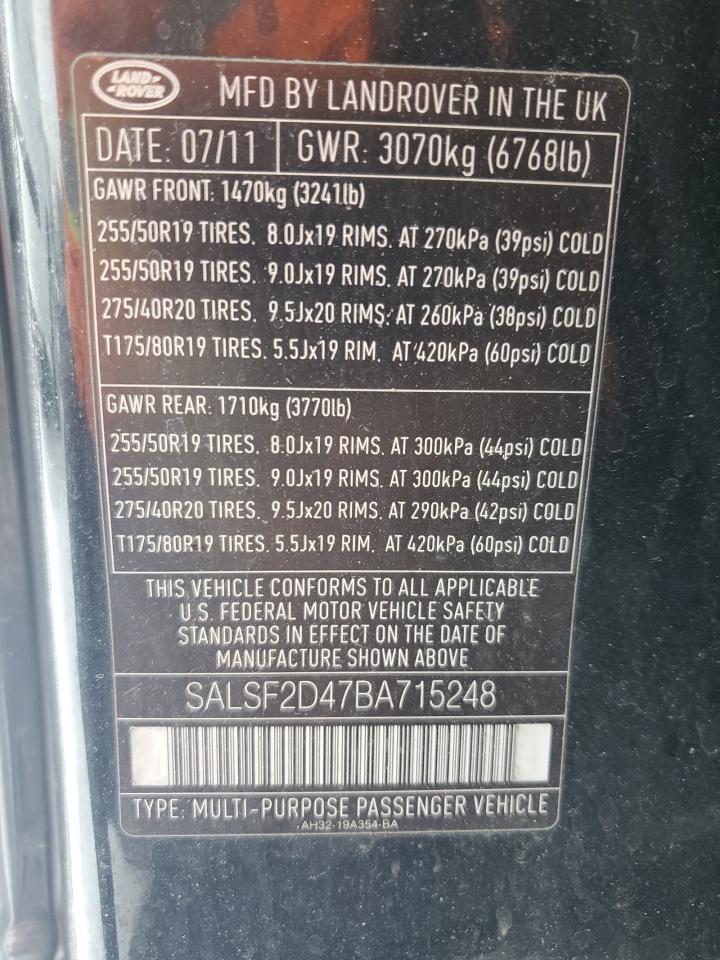 LAND-
-ROVER
MFD BY LANDROVER IN THE UK
DATE: 07/11 GWR: 3070kg (6768lb)
GAWR FRONT: 1470kg (3241lb)
255/50R19 TIRES. 8.0Jx19 RIMS. AT 270kPa (39psi) COLD
255/50R19 TIRES. 9.0Jx19 RIMS. AT 270kPa (39psi) COLD
275/40R20 TIRES. 9.5Jx20 RIMS. AT 260kPa (38psi) COLD
T175/80R19 TIRES. 5.5Jx19 RIM. AT 420kPa (60psi) COLD
GAWR REAR: 1710kg (3770lb)
255/50R19 TIRES. 8.0Jx19 RIMS. AT 300kPa (44psi) COLD
255/50R19 TIRES. 9.0Jx19 RIMS. AT 300kPa (44psi) COLD
275/40R20 TIRES. 9.5Jx20 RIMS. AT 290kPa (42psi) COLD
T175/80R19 TIRES. 5.5Jx19 RIM. AT 420kPa (60psi) COLD
THIS VEHICLE CONFORMS TO ALL APPLICABLE
U.S. FEDERAL MOTOR VEHICLE SAFETY
STANDARDS IN EFFECT ON THE DATE OF
MANUFACTURE SHOWN ABOVE
SALSF2D47BA715248
TYPE: MULTI-PURPOSE PASSENGER VEHICLE
AH32-19A354-BA